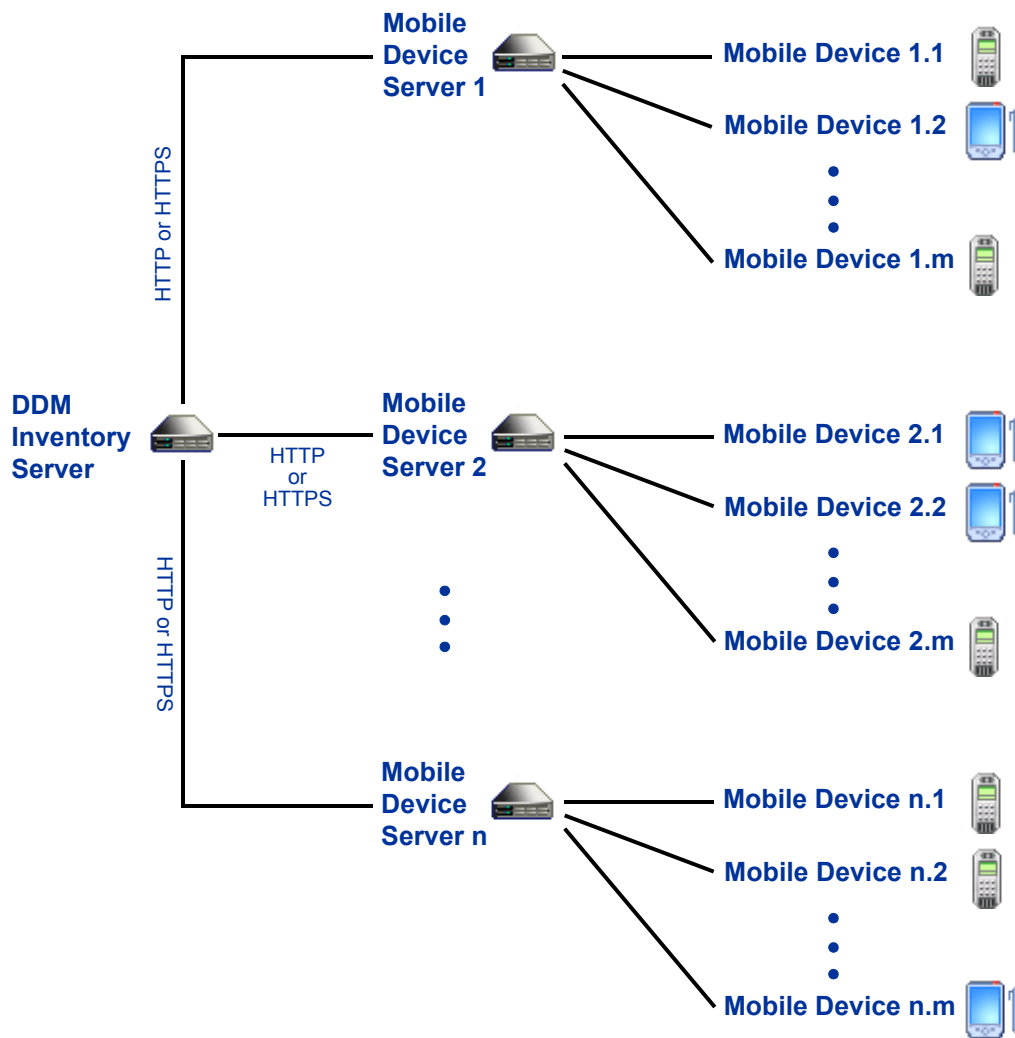 Mobile
Device
Server 1
Mobile Device 1.1
Mobile Device 1.2
Mobile Device 1.m
HTTP or HTTPS
DDM
Inventory
Server
HTTP
or
HTTPS
Mobile
Device
Server 2
Mobile Device 2.1
Mobile Device 2.2
Mobile Device 2.m
HTTP or HTTPS
Mobile
Device
Server n
Mobile Device n.1
Mobile Device n.2
Mobile Device n.m